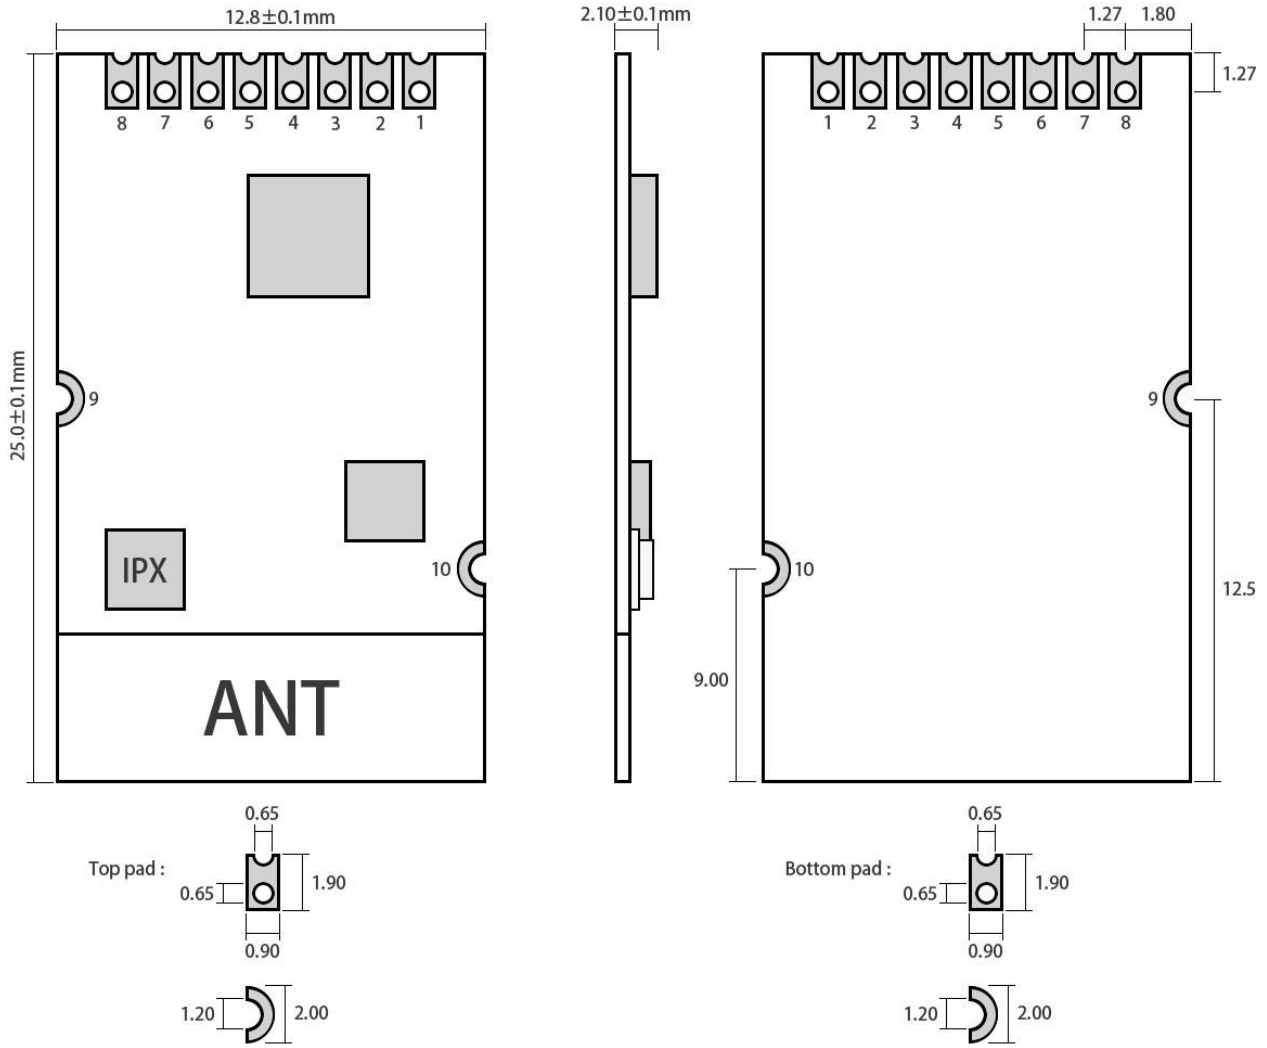 12.8±0.1mm
2.10±0.1mm
1.27 1.80
1.27
8 7 6 5 4 3 2 1
1 2 3 4 5 6 7 8
25.0±0.1mm
9
9
10
IPX
10
12.5
9.00
ANT
0.65
Top pad :
0.65
1.90
0.90
1.20
2.00
0.65
Bottom pad :
0.65
1.90
0.90
1.20
2.00